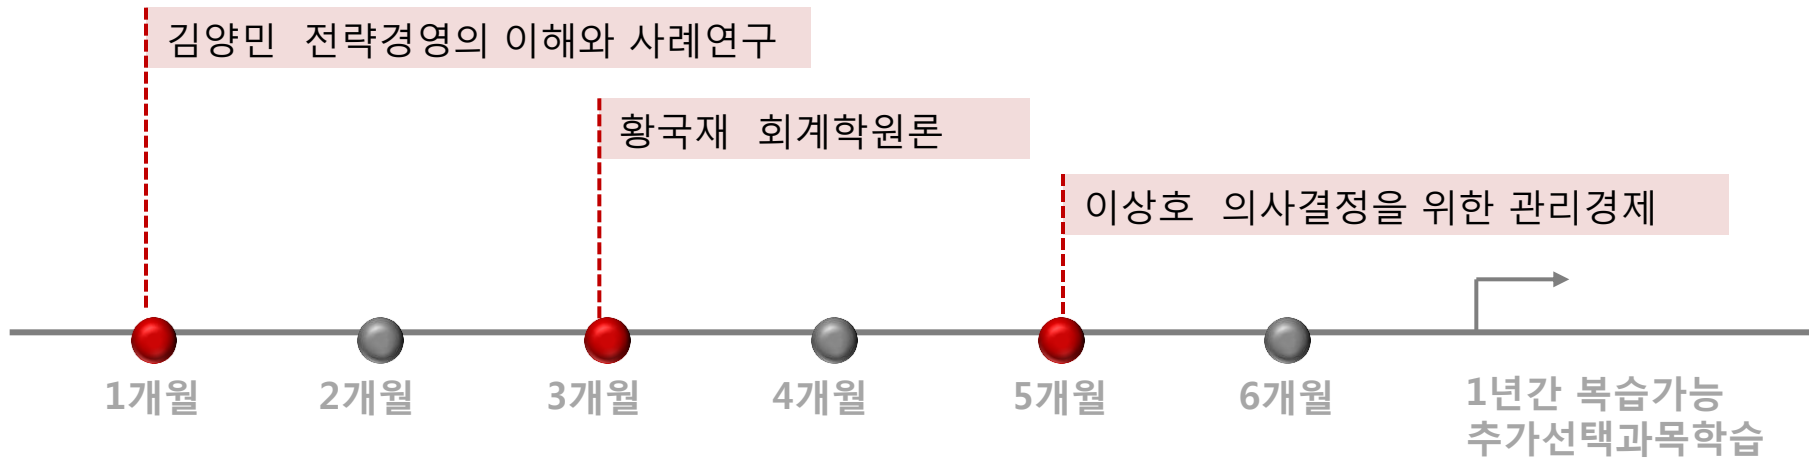 김양민 전략경영의 이해와 사례연구
황국재 회계학원론
이상호 의사결정을 위한 관리경제
1개월 2개월 3개월 4개월 5개월 6개월
1년간 복습가능
추가선택과목학습